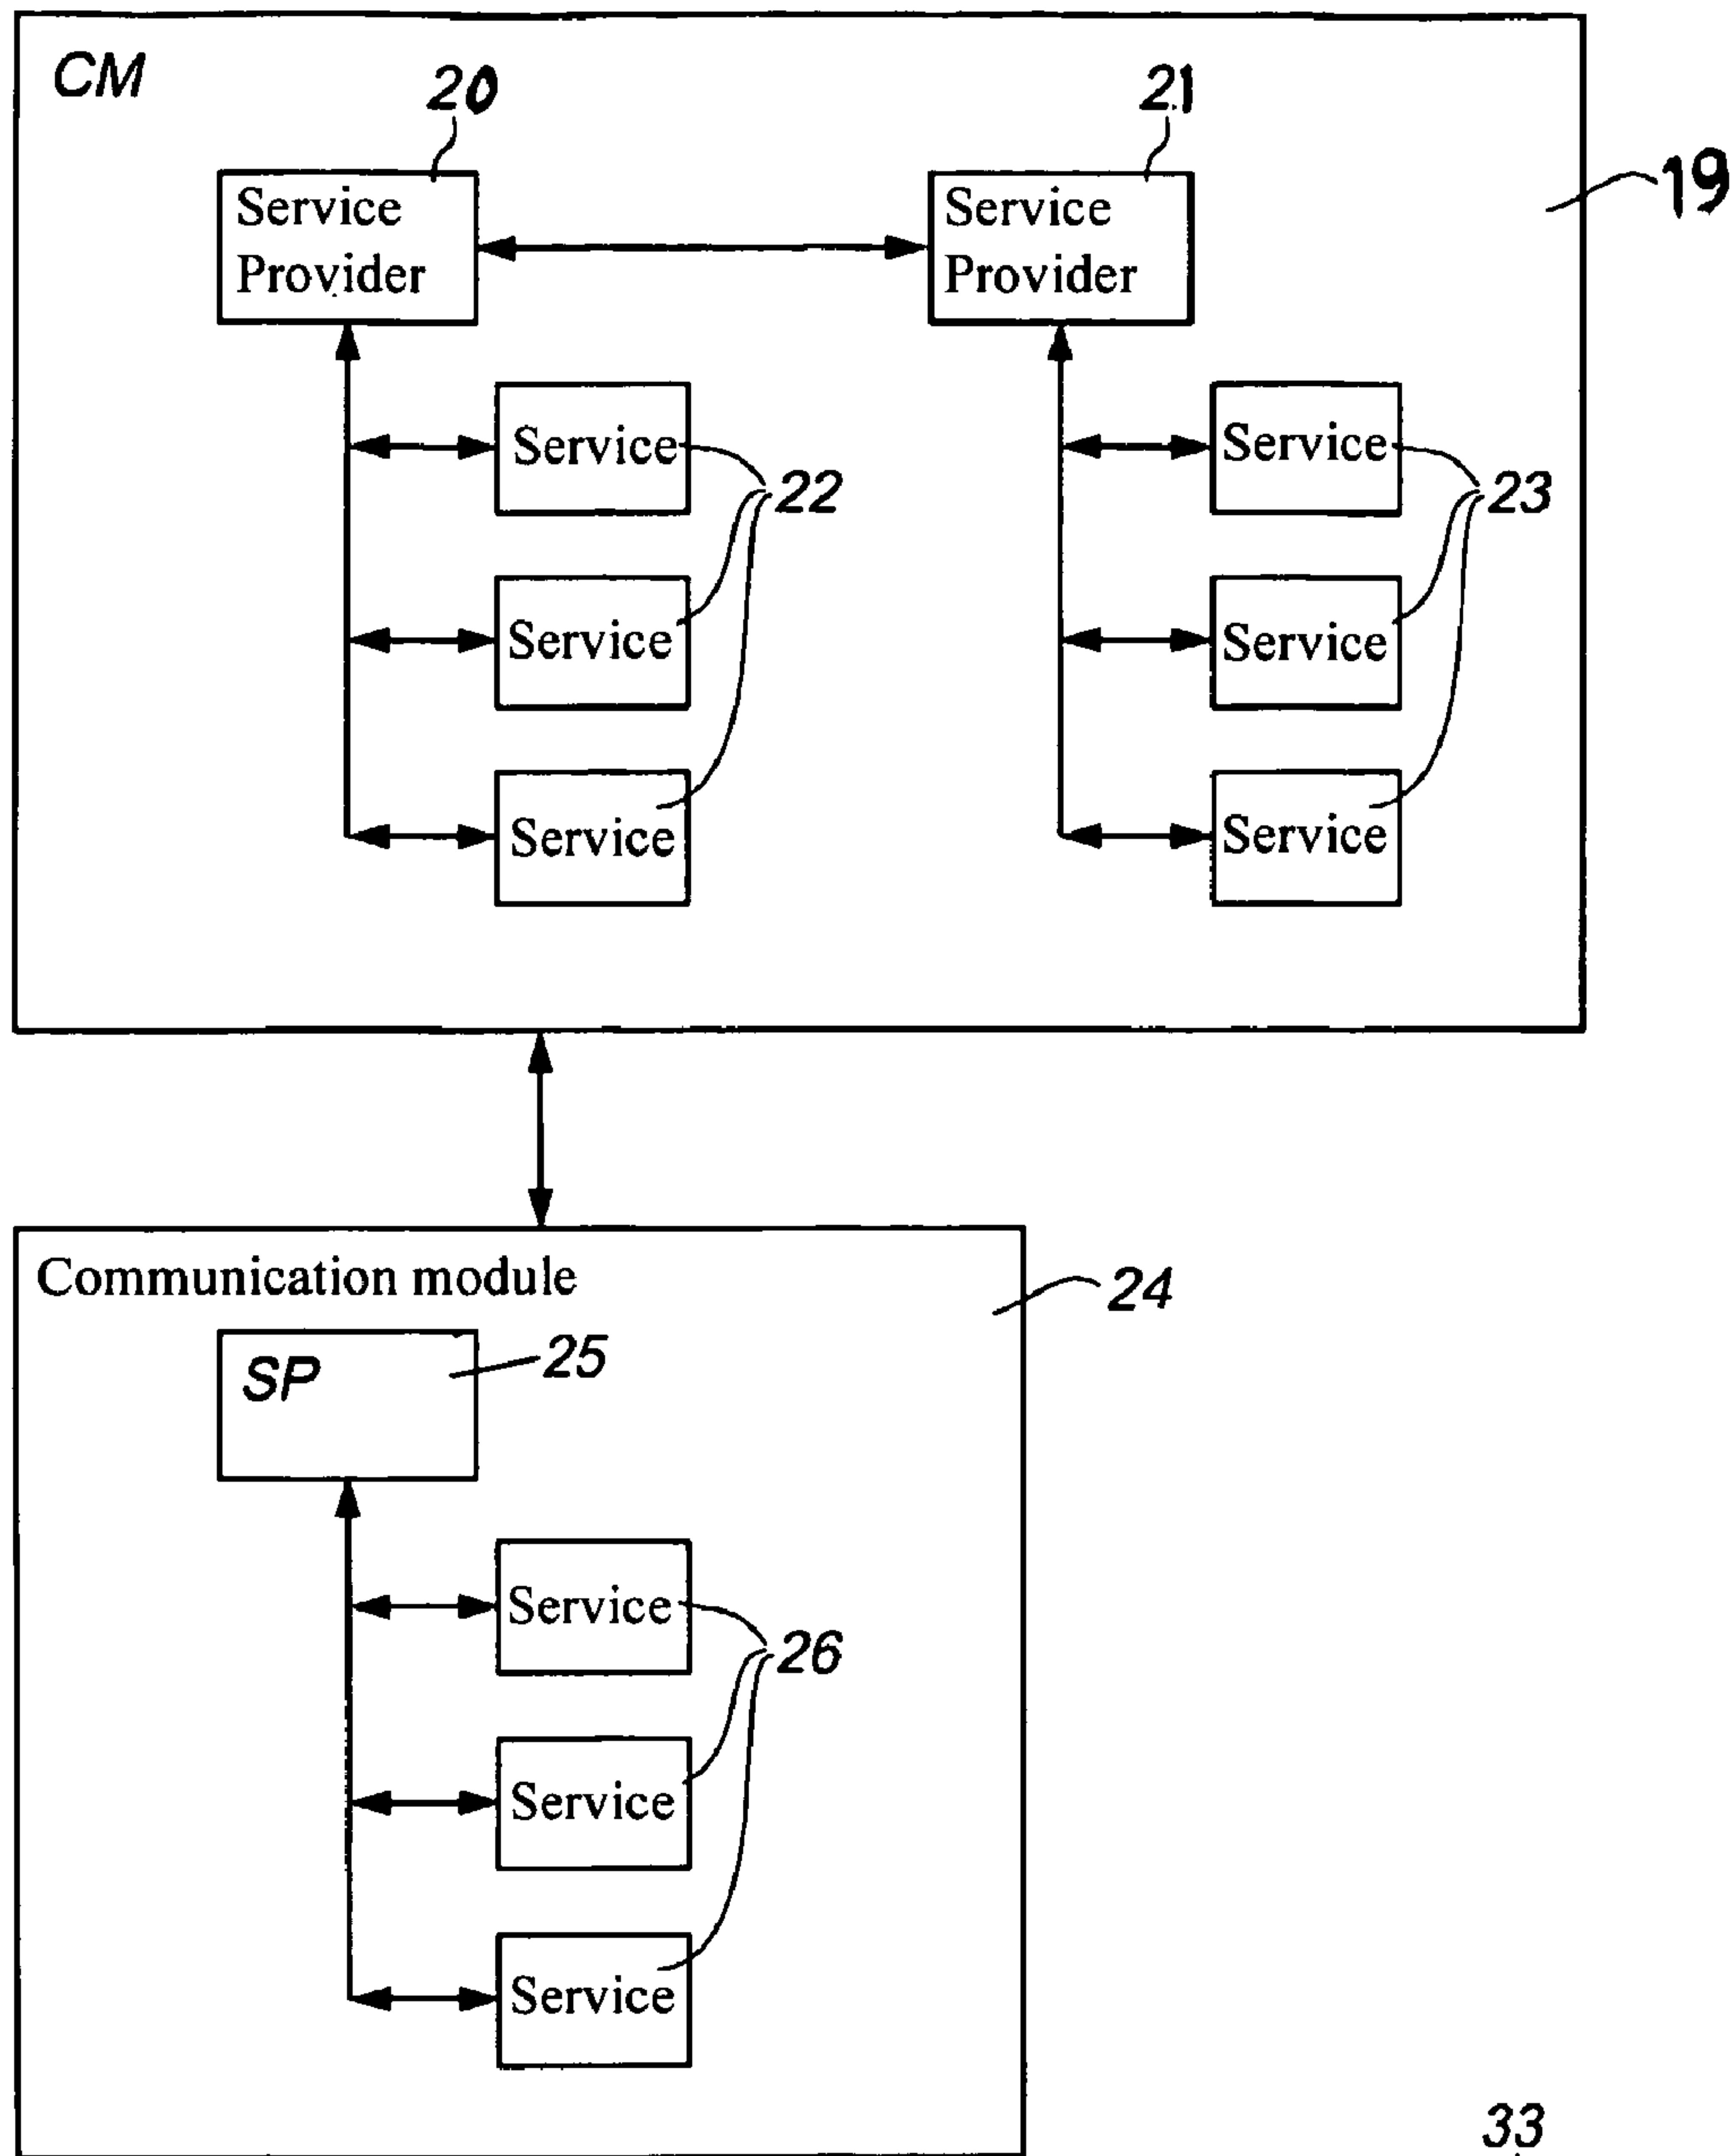 CM
20
21
19
Service
Provider
Service
Provider
Service
22
Service
23
Service
Service
Service
Service
Communication module
24
SP
25
Service
26
Service
Service
33